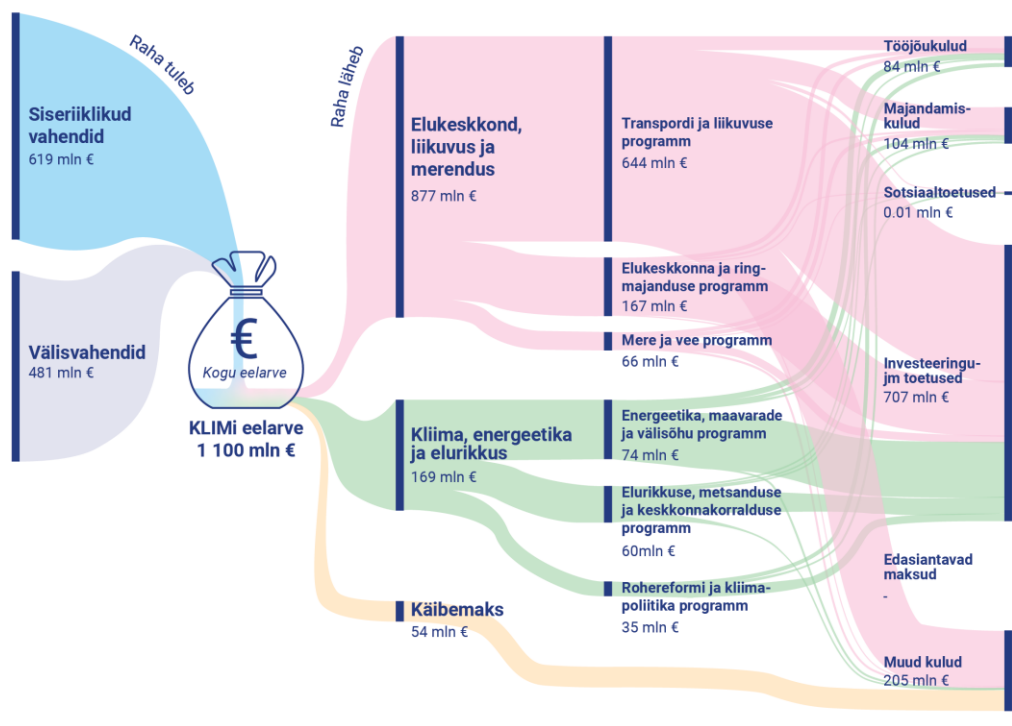 Raha tuleb
Siseriiklikud
vahendid
619 mln €
Välisvahendid
481 mln €
€
Kogu eelarve
KLIMi eelarve
1 100 mln €
Raha läheb
Elukeskkond,
liikuvus ja
merendus
877 mln €
Kliima, energeetika
ja elurikkus
169 mln €
Käibemaks
54 mln €
Transpordi ja liikuvuse
programm
644 mln €
Elukeskkonna ja ring-
majanduse programm
167 mln €
Mere ja vee programm
66 mln €
Energeetika, maavarade
ja välisõhu programm
74 mln €
Elurikkuse, metsanduse
ja keskkonnakorralduse
programm
60mln €
Rohereformi ja kliima-
poliitika programm
35 mln €
Tööjõukulud
84 mln €
Majandamis-
kulud
104 mln €
Sotsiaaltoetused
0.01 mln €
Investeeringu-
jm toetused
707 mln €
Edasiantavad
maksud
-
Muud kulud
205 mln €